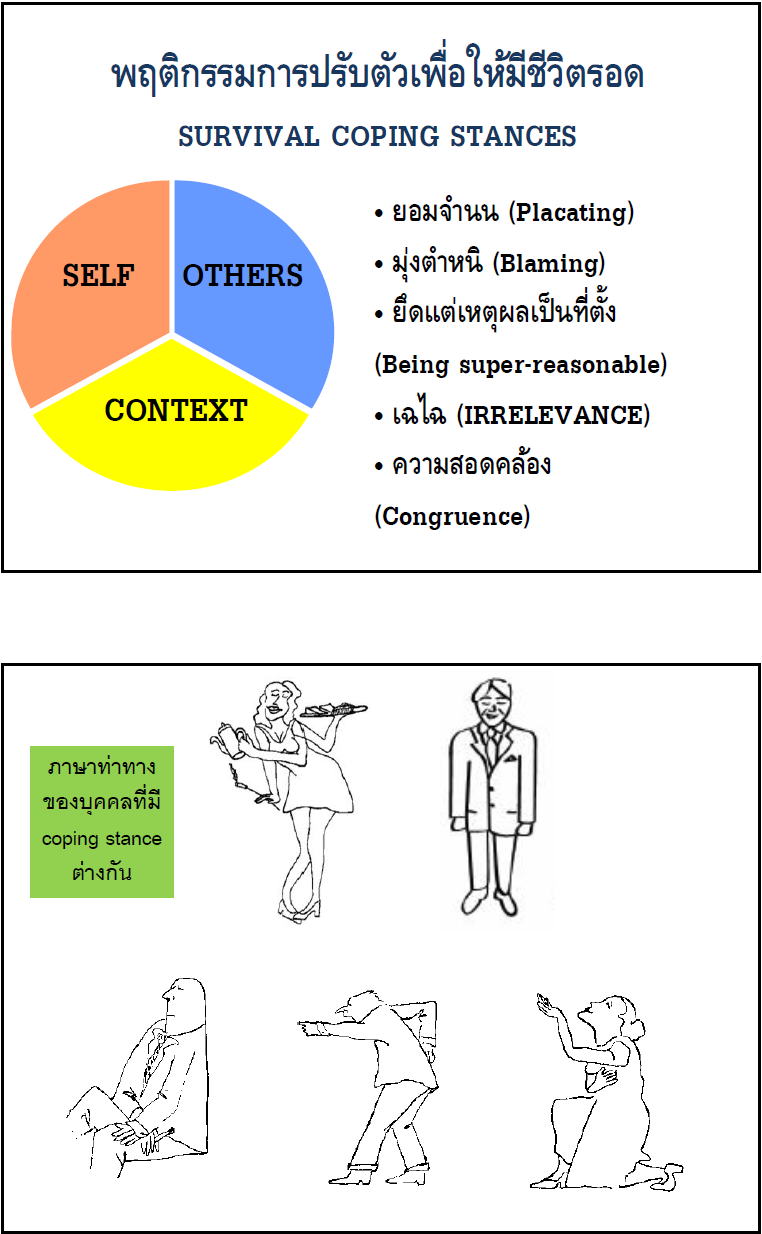 พฤติกรรมการปรับตัวเพื่อให้มีชีวิตรอด
SURVIVAL COPING STANCES
SELF
OTHERS
CONTEXT
• ยอมจำนน (Placating)
• มุ่งตำหนิ (Blaming)
• ยึดแต่เหตุผลเป็นที่ตั้ง
(Being super-reasonable)
• เฉไฉ (IRRELEVANCE)
• ความสอดคล้อง
(Congruence)
ภาษาท่าทาง
ของบุคคลที่มี
coping stance
ต่างกัน